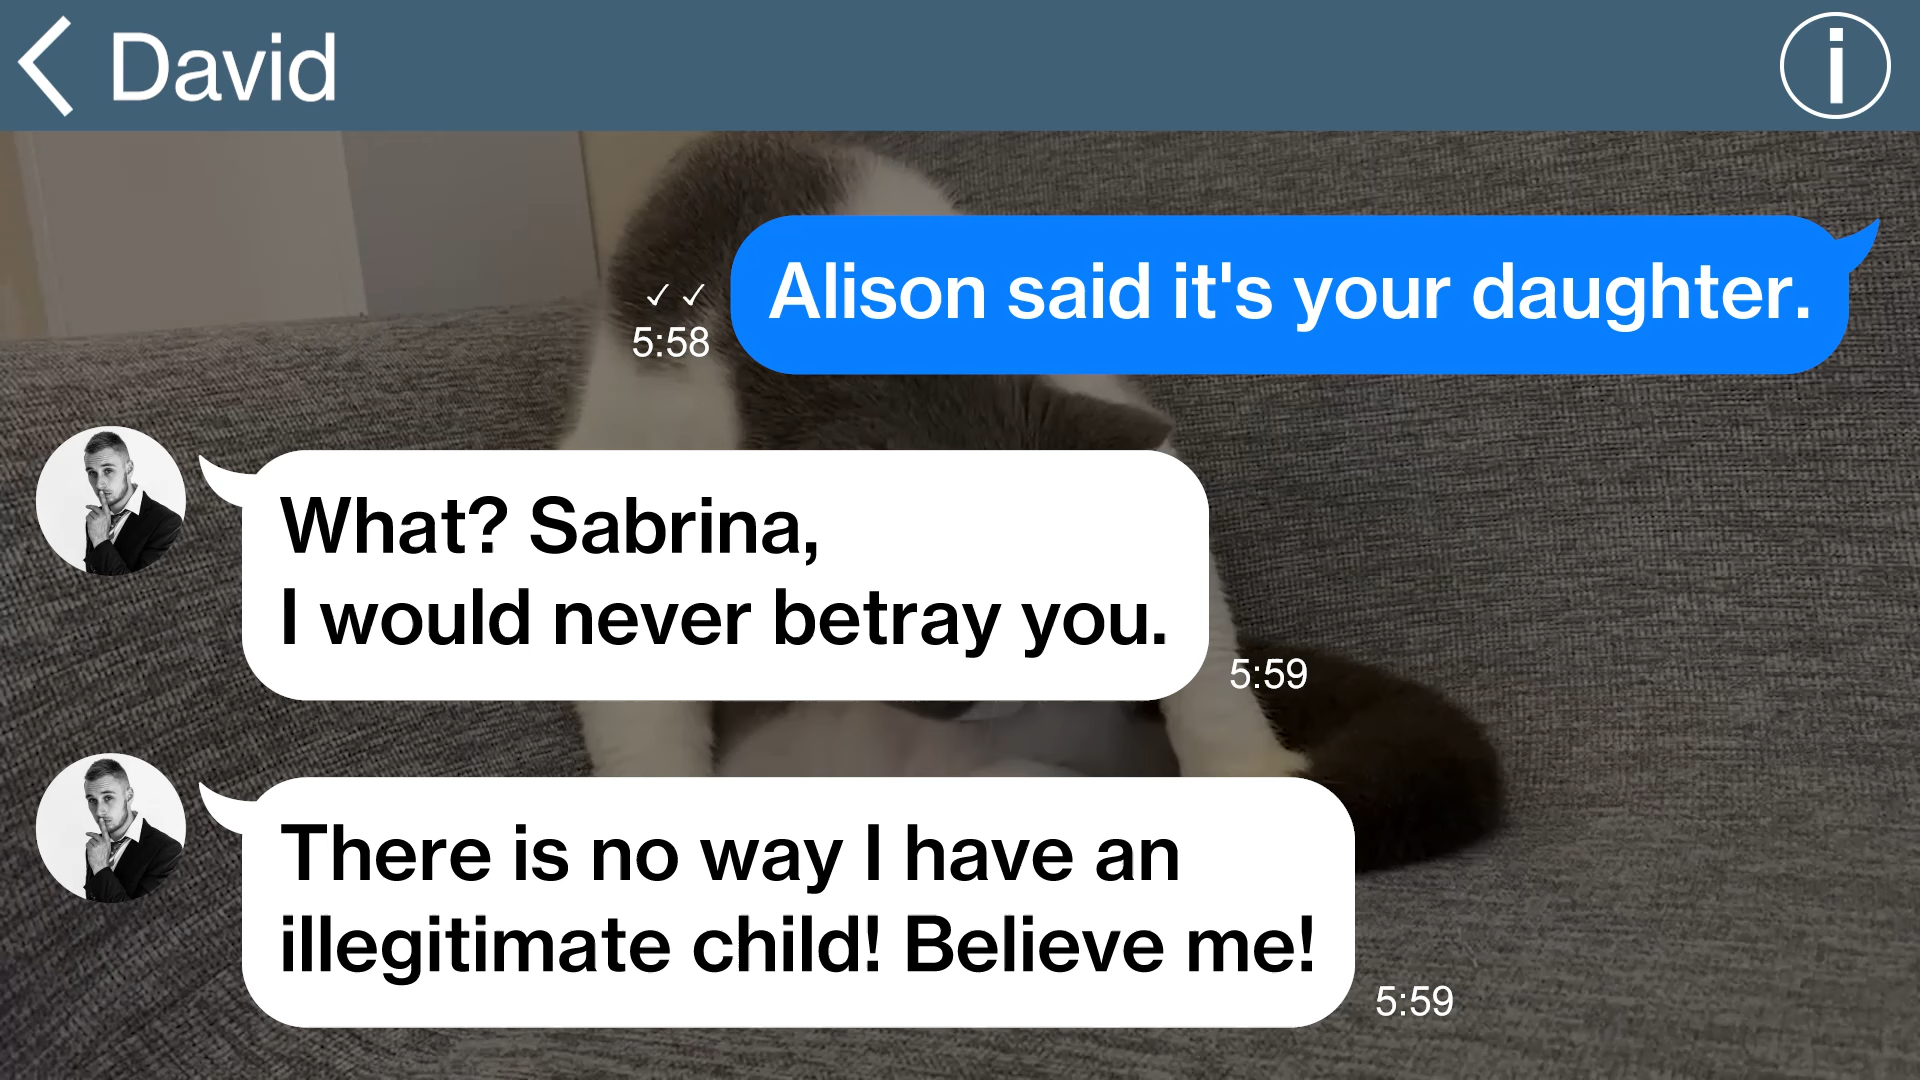 David
i
Alison said it's your daughter.
✓ ✓
5:58
What? Sabrina,
I would never betray you.
5:59
There is no way I have an
illegitimate child! Believe me!
5:59